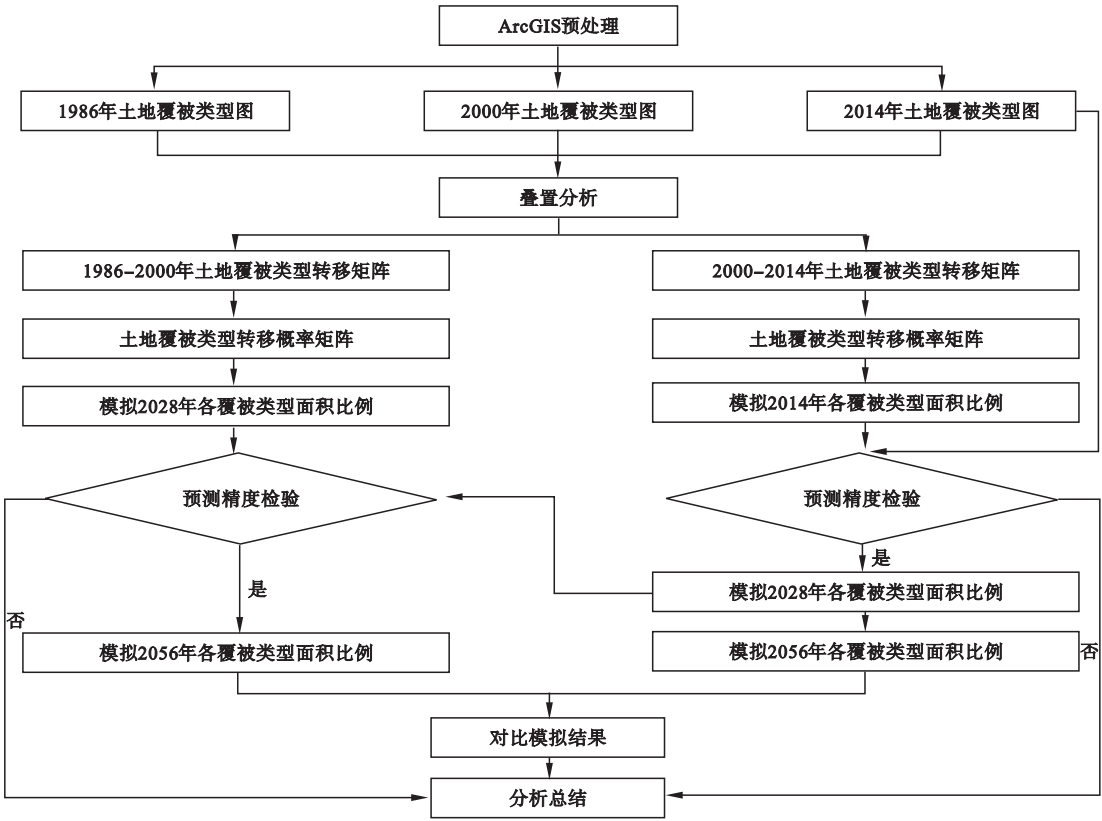 ArcGIS预处理
1986年土地覆被类型图
2000年土地覆被类型图
2014年土地覆被类型图
叠置分析
1986-2000年土地覆被类型转移矩阵
2000-2014年土地覆被类型转移矩阵
土地覆被类型转移概率矩阵
土地覆被类型转移概率矩阵
模拟2028年各覆被类型面积比例
模拟2014年各覆被类型面积比例
预测精度检验
预测精度检验
是
是
模拟2028年各覆被类型面积比例
否
模拟2056年各覆被类型面积比例
模拟2056年各覆被类型面积比例
否
对比模拟结果
分析总结